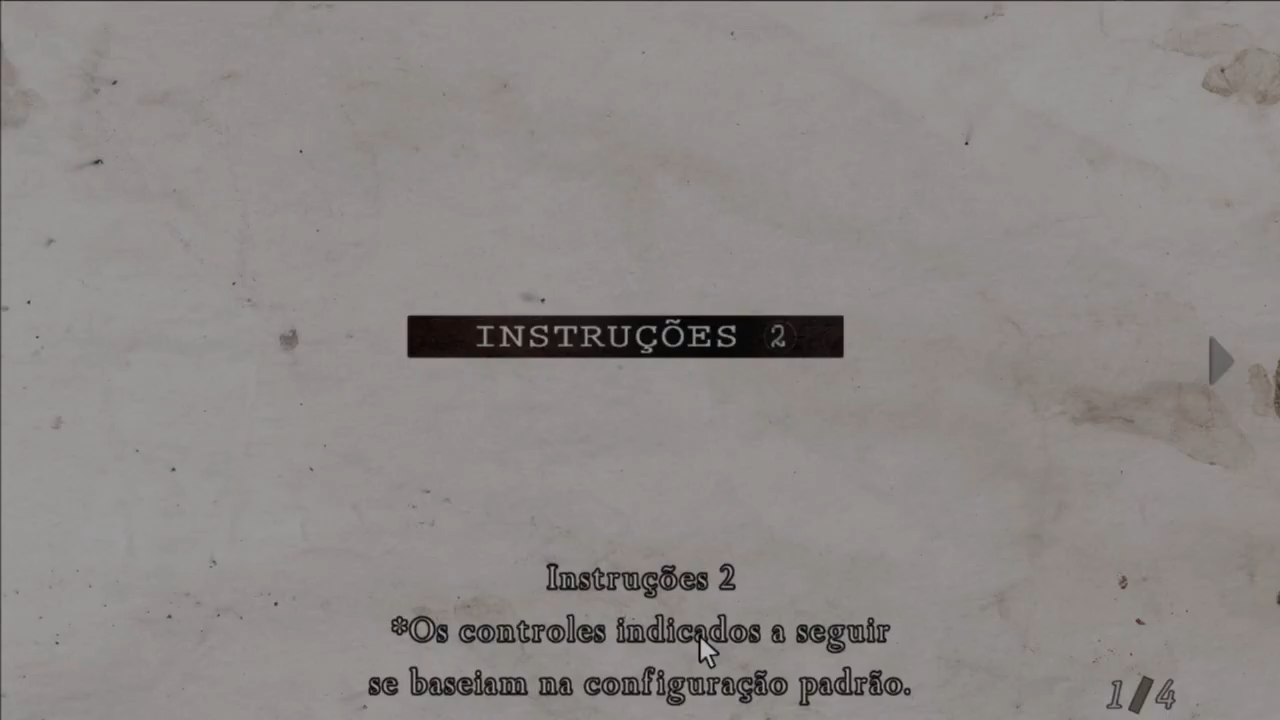 INSTRUÇÕES 2
Instruções 2
*Os controles indicados a seguir
se baseiam na configuração padrão.
1/4